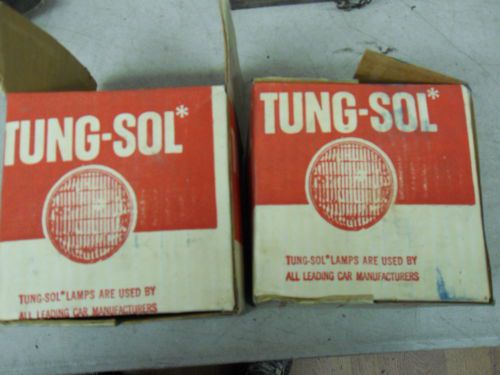 TUNG-SOL*
TUNG-SOL* LAMPS ARE USED BY
ALL LEADING CAR MANUFACTURERS
TUNG-SOL*
TUNG-SOL* LAMPS ARE USED BY
ALL LEADING CAR MANUFACTURERS